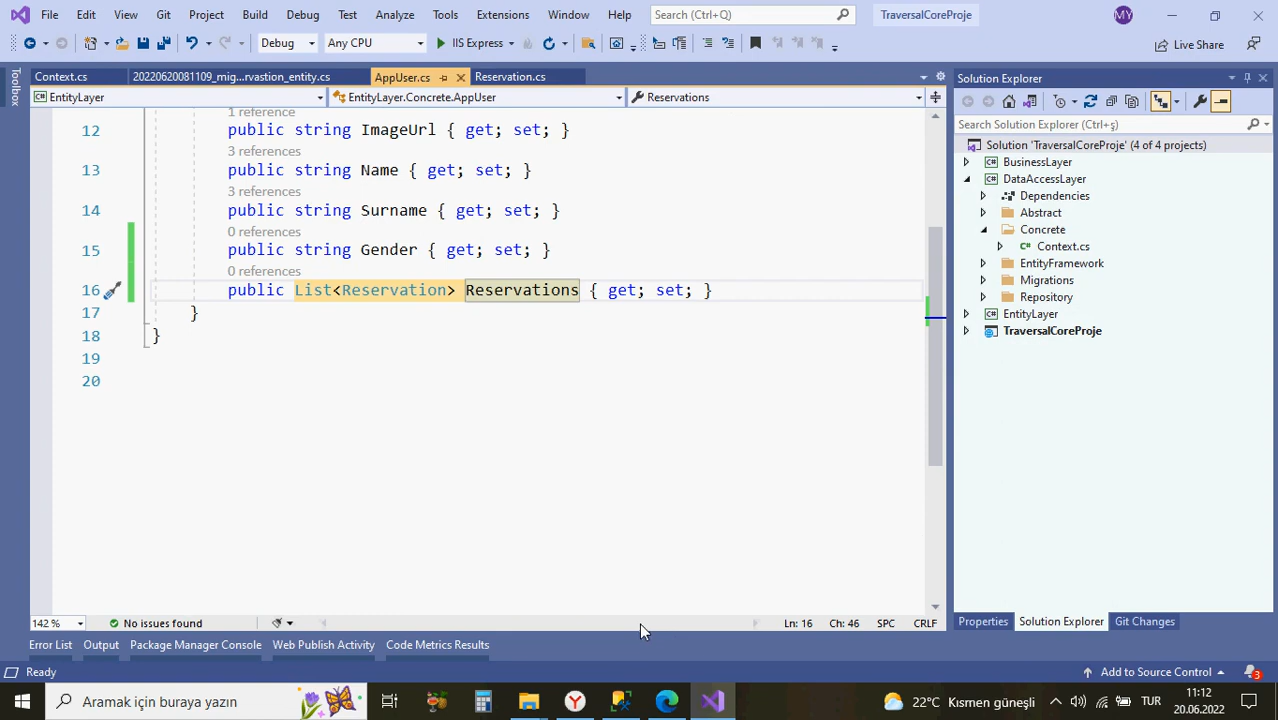 File Edit View Git Project Build Debug Test Analyze Tools Extensions Window Help Search (Ctrl+Q) TraversalCoreProje MY
Debug Any CPU IIS Express Live Share
Toolbox
Context.cs 20220620081109_mig...rvastion_entity.cs AppUser.cs Reservation.cs
EntityLayer EntityLayer.Concrete.AppUser Reservations
1 reference
12 public string ImageUrl { get; set; }
3 references
13 public string Name { get; set; }
3 references
14 public string Surname { get; set; }
0 references
15 public string Gender { get; set; }
0 references
16 public List<Reservation> Reservations { get; set; }
17 }
18 }
19
20
142 % No issues found Ln: 16 Ch: 46 SPC CRLF
Solution Explorer
Search Solution Explorer (Ctrl+ş)
Solution 'TraversalCoreProje' (4 of 4 projects)
BusinessLayer
DataAccessLayer
Dependencies
Abstract
Concrete
Context.cs
EntityFramework
Migrations
Repository
EntityLayer
TraversalCoreProje
Properties Solution Explorer Git Changes
Error List Output Package Manager Console Web Publish Activity Code Metrics Results
Ready Add to Source Control 3
Aramak için buraya yazın 22°C Kısmen güneşli TUR 11:12
20.06.2022